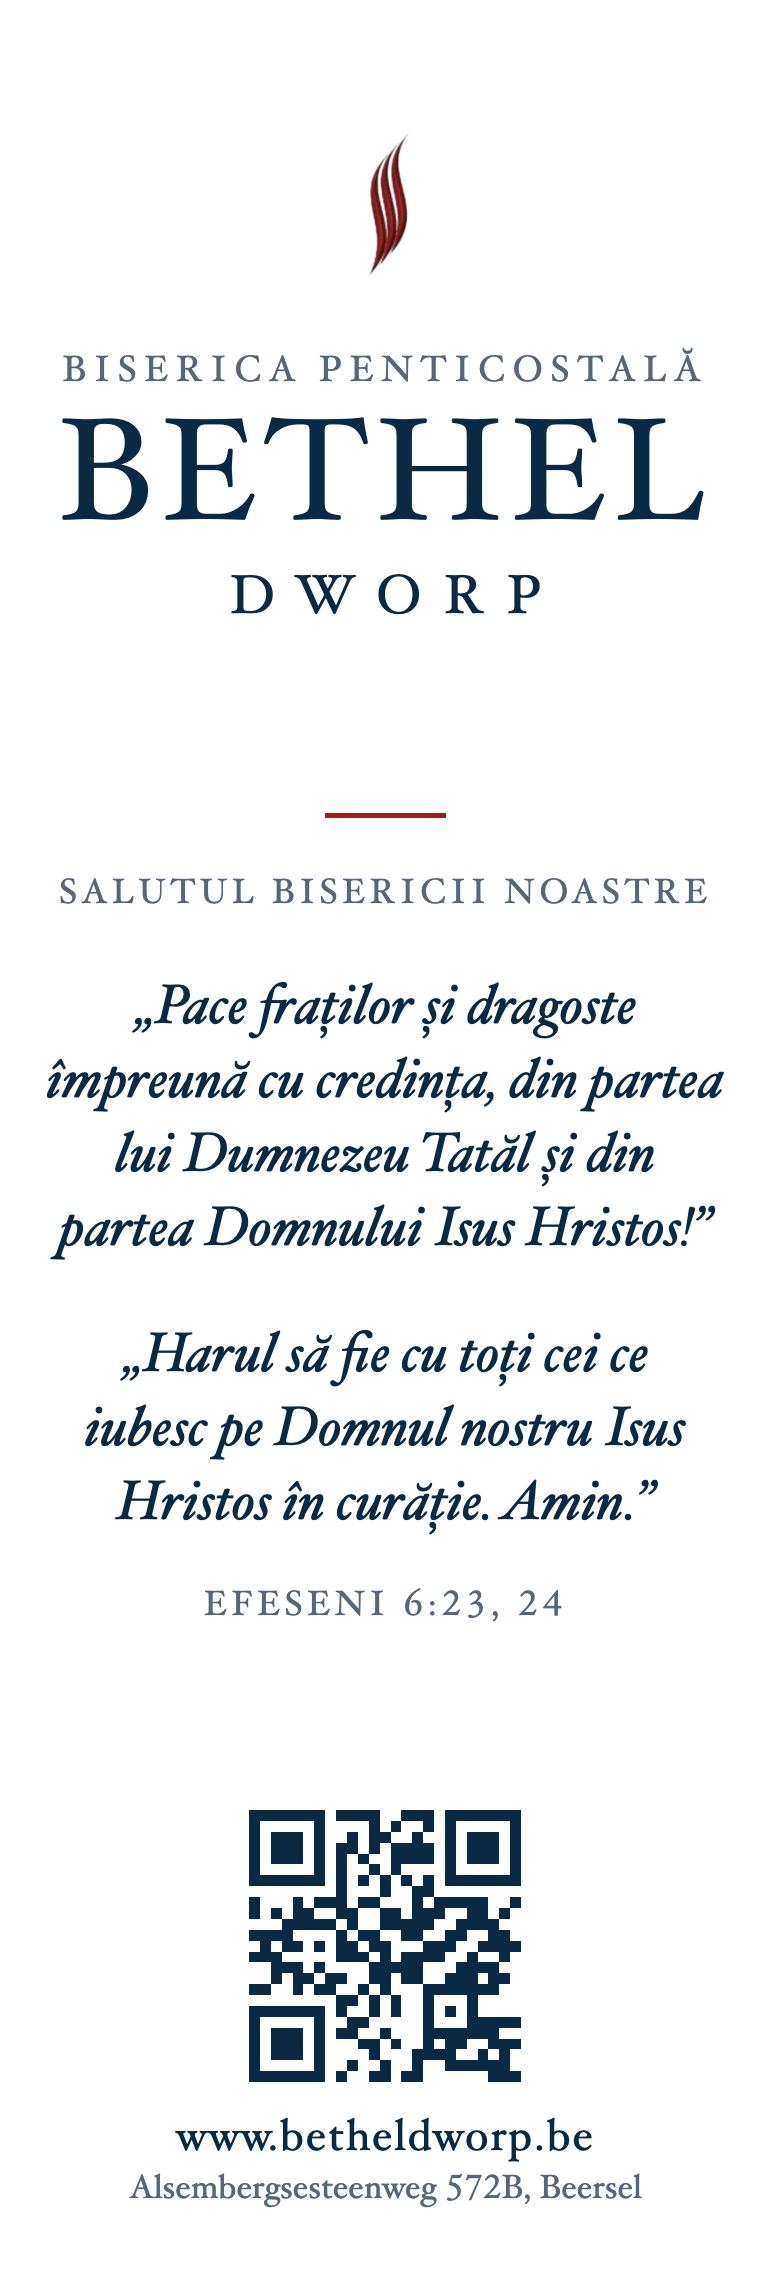 BISERICA PENTICOSTALĂ
BETHEL
DWORP
SALUTUL BISERICII NOASTRE
„Pace fraților și dragoste
împreună cu credința, din partea
lui Dumnezeu Tatăl și din
partea Domnului Isus Hristos!”
„Harul să fie cu toți cei ce
iubesc pe Domnul nostru Isus
Hristos în curăție. Amin.”
EFESENI 6:23, 24
www.betheldworp.be
Alsembergsesteenweg 572B, Beersel